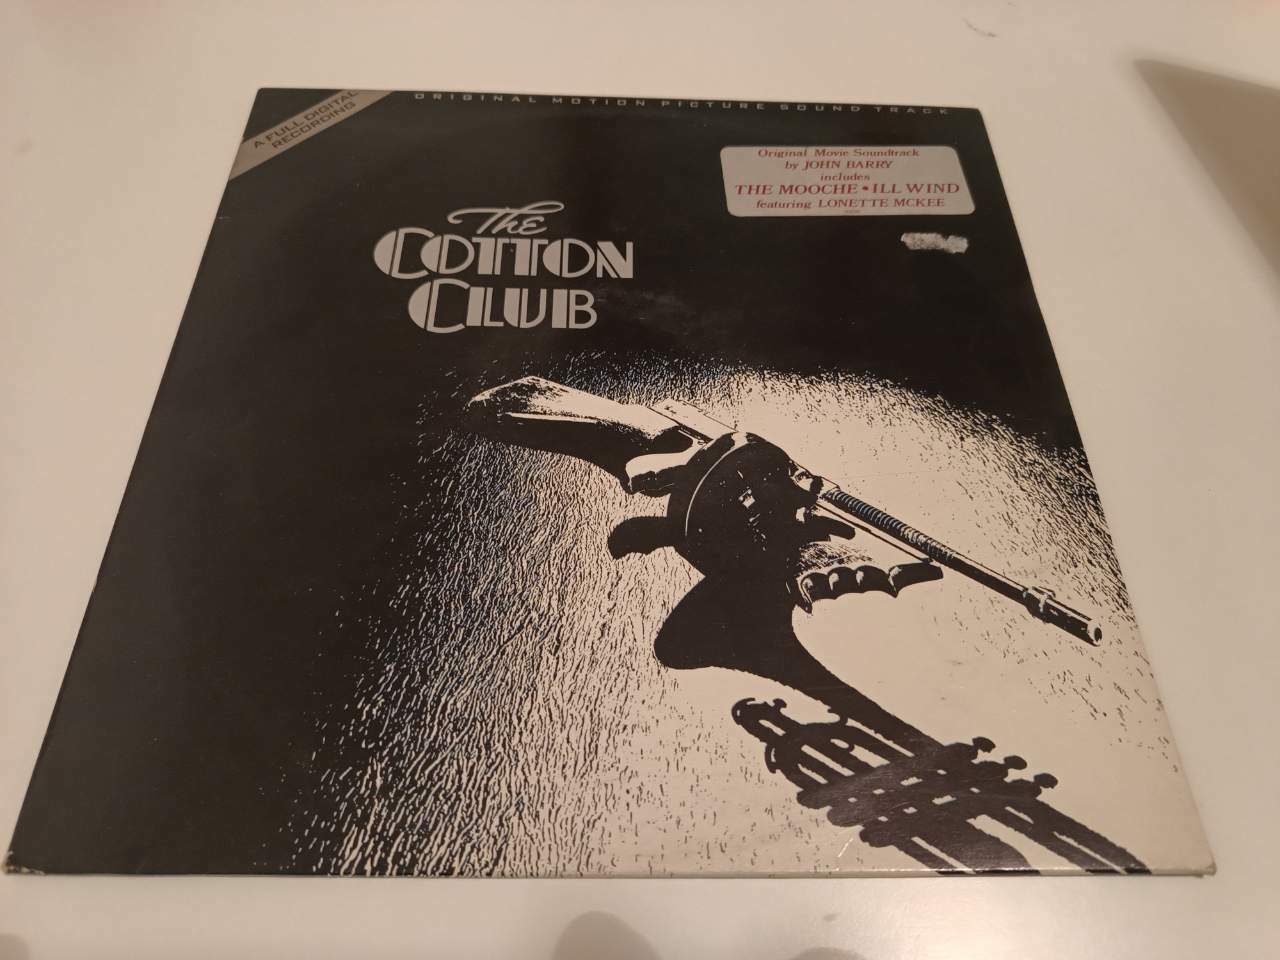 A FULL DIGITAL
RECORDING
ORIGINAL MOTION PICTURE SOUND TRACK
Original Movie Soundtrack
by JOHN BARRY
includes
THE MOOCHE • ILL WIND
featuring LONETTE MCKEE
The
COTTON
CLUB